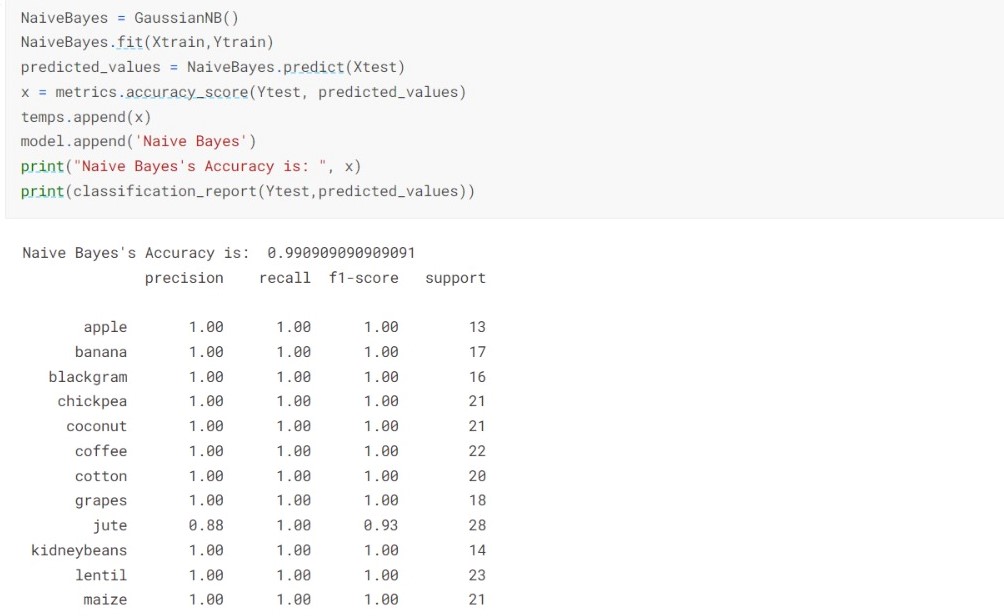 NaiveBayes = GaussianNB()
NaiveBayes.fit(Xtrain,Ytrain)
predicted_values = NaiveBayes.predict(Xtest)
x = metrics.accuracy_score(Ytest, predicted_values)
temps.append(x)
model.append('Naive Bayes')
print("Naive Bayes's Accuracy is: ", x)
print(classification_report(Ytest,predicted_values))
Naive Bayes's Accuracy is:  0.990909090909091
precision recall f1-score support
apple 1.00 1.00 1.00 13
banana 1.00 1.00 1.00 17
blackgram 1.00 1.00 1.00 16
chickpea 1.00 1.00 1.00 21
coconut 1.00 1.00 1.00 21
coffee 1.00 1.00 1.00 22
cotton 1.00 1.00 1.00 20
grapes 1.00 1.00 1.00 18
jute 0.88 1.00 0.93 28
kidneybeans 1.00 1.00 1.00 14
lentil 1.00 1.00 1.00 23
maize 1.00 1.00 1.00 21